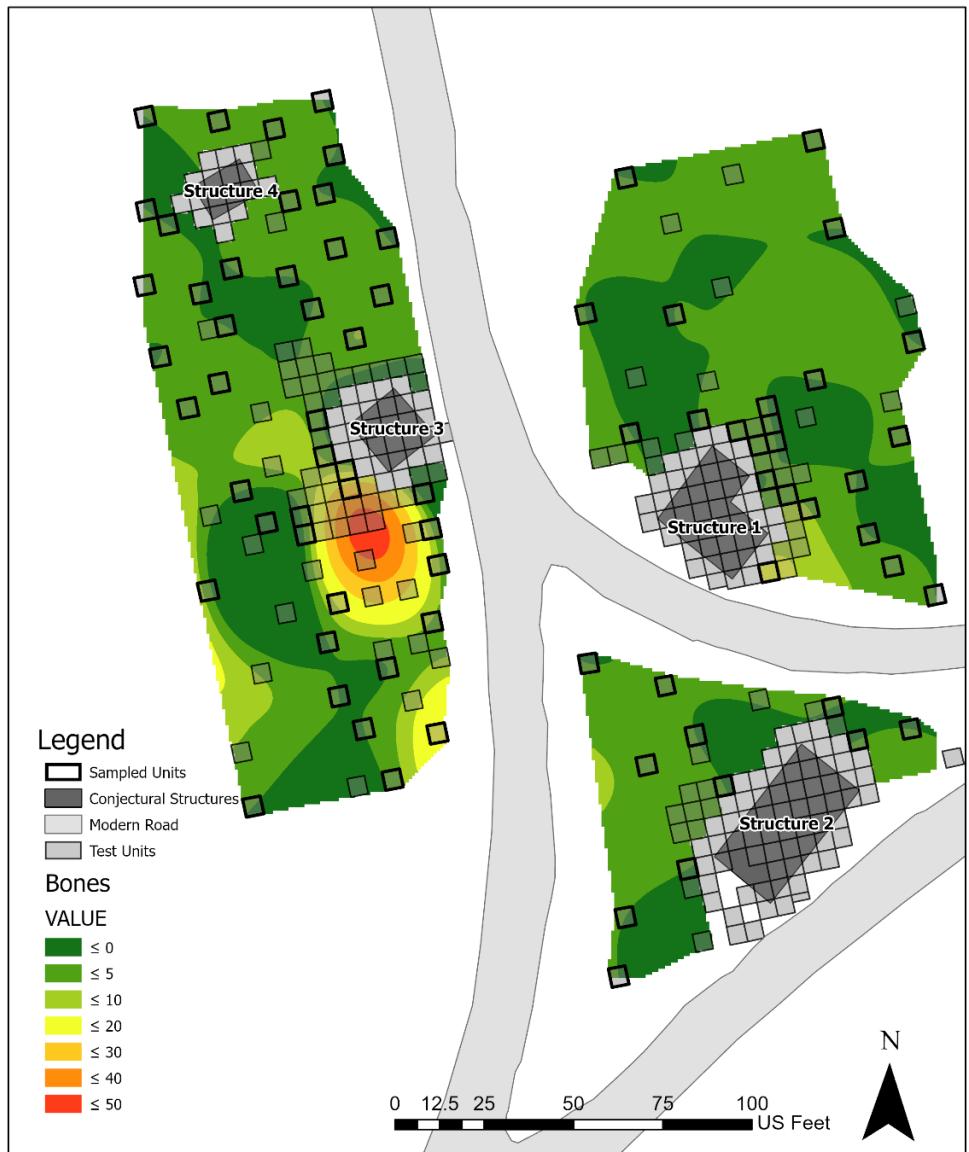 Structure 4
Structure 3
Structure 1
Structure 2
Legend
Sampled Units
Conjectural Structures
Modern Road
Test Units
Bones
VALUE
≤ 0
≤ 5
≤ 10
≤ 20
≤ 30
≤ 40
≤ 50
N
0 12.5 25 50 75 100
US Feet